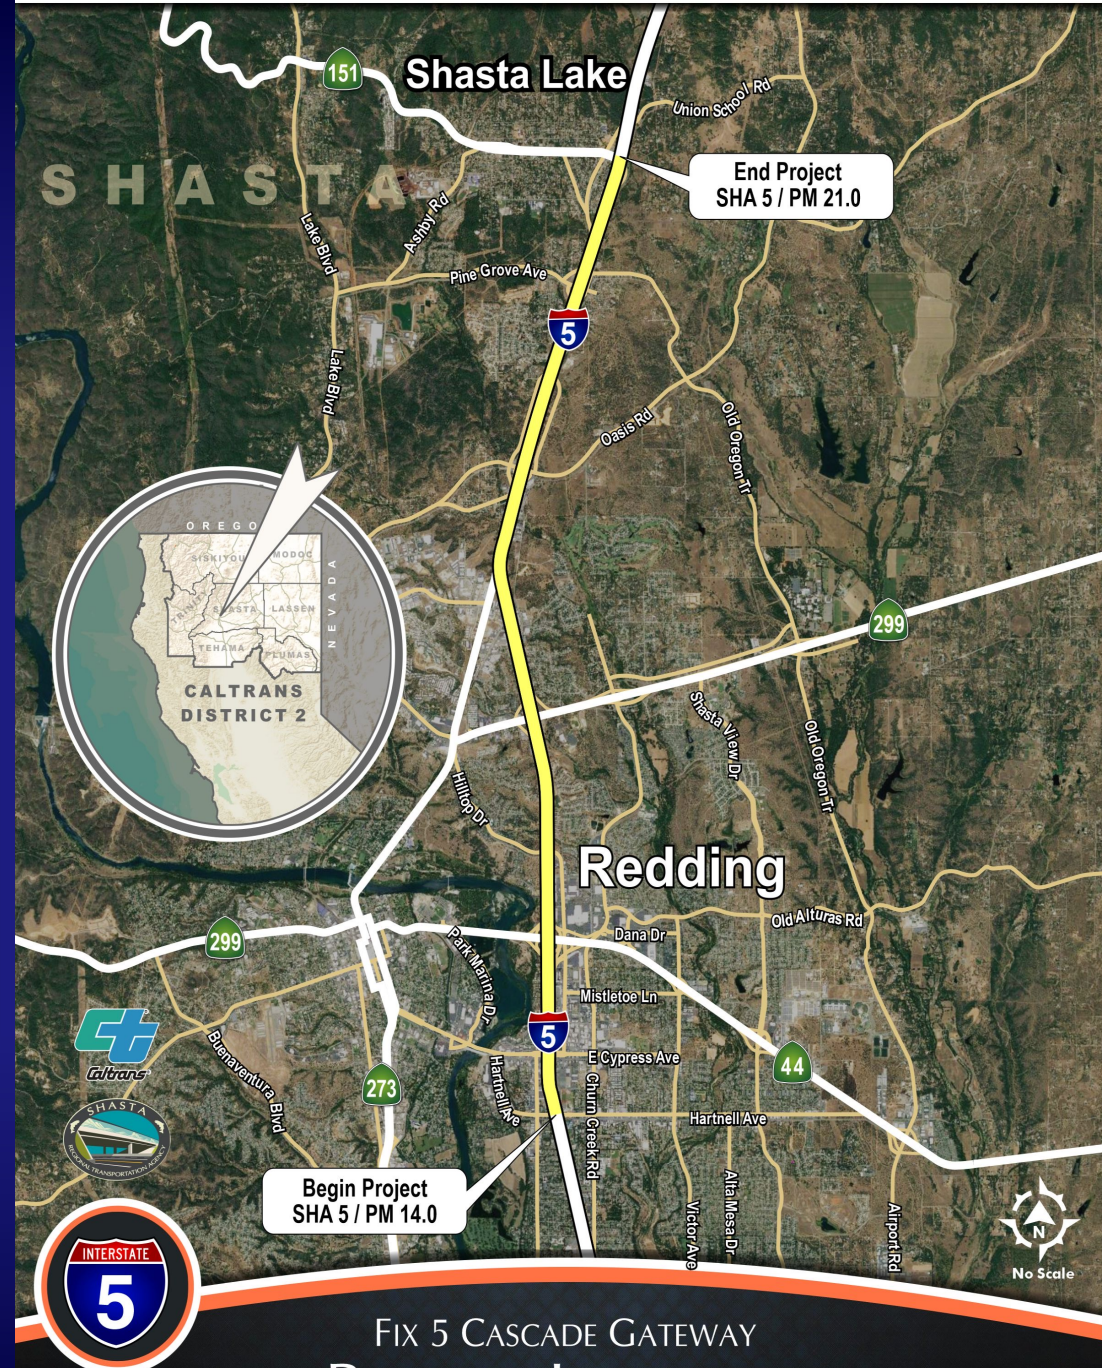 151
Shasta Lake
Union School Rd
End Project
SHA 5 / PM 21.0
SHASTA
Lake Blvd
Ashby Rd
Pine Grove Ave
5
Lake Blvd
Oasis Rd
Old Oregon Tr
OREGO
SISKIYOU
MODOC
NEVADA
TRINITY
SHASTA
LASSEN
TEHAMA
PLUMAS
CALTRANS
DISTRICT 2
299
Shasta View Dr
Old Oregon Tr
Hilltop Dr
Redding
Old Alturas Rd
299
Park Marina Dr
Dana Dr
Mistletoe Ln
5
E Cypress Ave
44
Ct
Caltrans
Buenaventura Blvd
273
Hartnell Ave
Churn Creek Rd
Hartnell Ave
SHASTA
REGIONAL TRANSPORTATION AGENCY
Begin Project
SHA 5 / PM 14.0
Victor Ave
Alta Mesa Dr
Airport Rd
N
No Scale
INTERSTATE
5
FIX 5 CASCADE GATEWAY